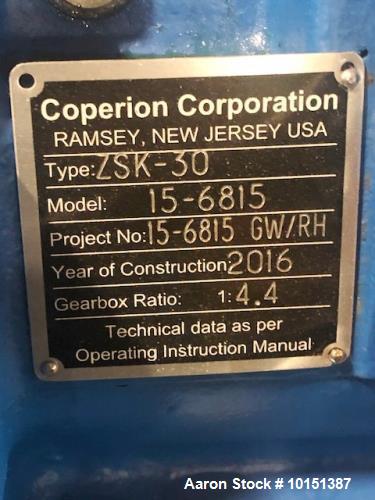 Coperion Corporation
RAMSEY, NEW JERSEY USA
Type: ZSK-30
Model: 15-6815
Project No: 15-6815 GW/RH
Year of Construction 2016
Gearbox Ratio: 1: 4.4
Technical data as per
Operating Instruction Manual
Aaron Stock # 10151387